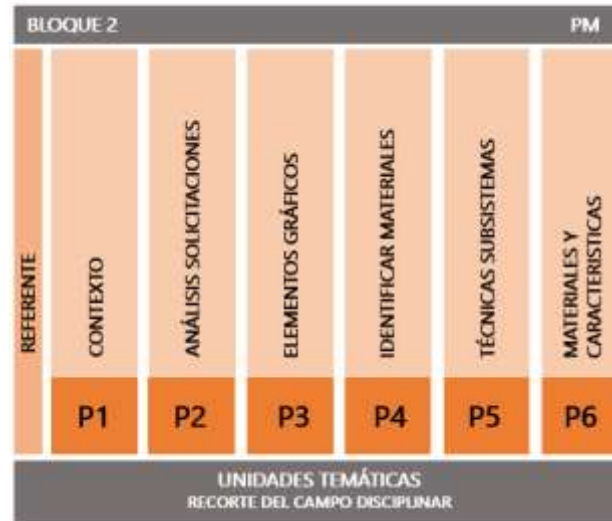 BLOQUE 2 PM
REFERENTE
CONTEXTO
ANÁLISIS SOLICITACIONES
ELEMENTOS GRÁFICOS
IDENTIFICAR MATERIALES
TÉCNICAS SUBSISTEMAS
MATERIALES Y
CARACTERISTICAS
P1 P2 P3 P4 P5 P6
UNIDADES TEMÁTICAS
RECORTE DEL CAMPO DISCIPLINAR